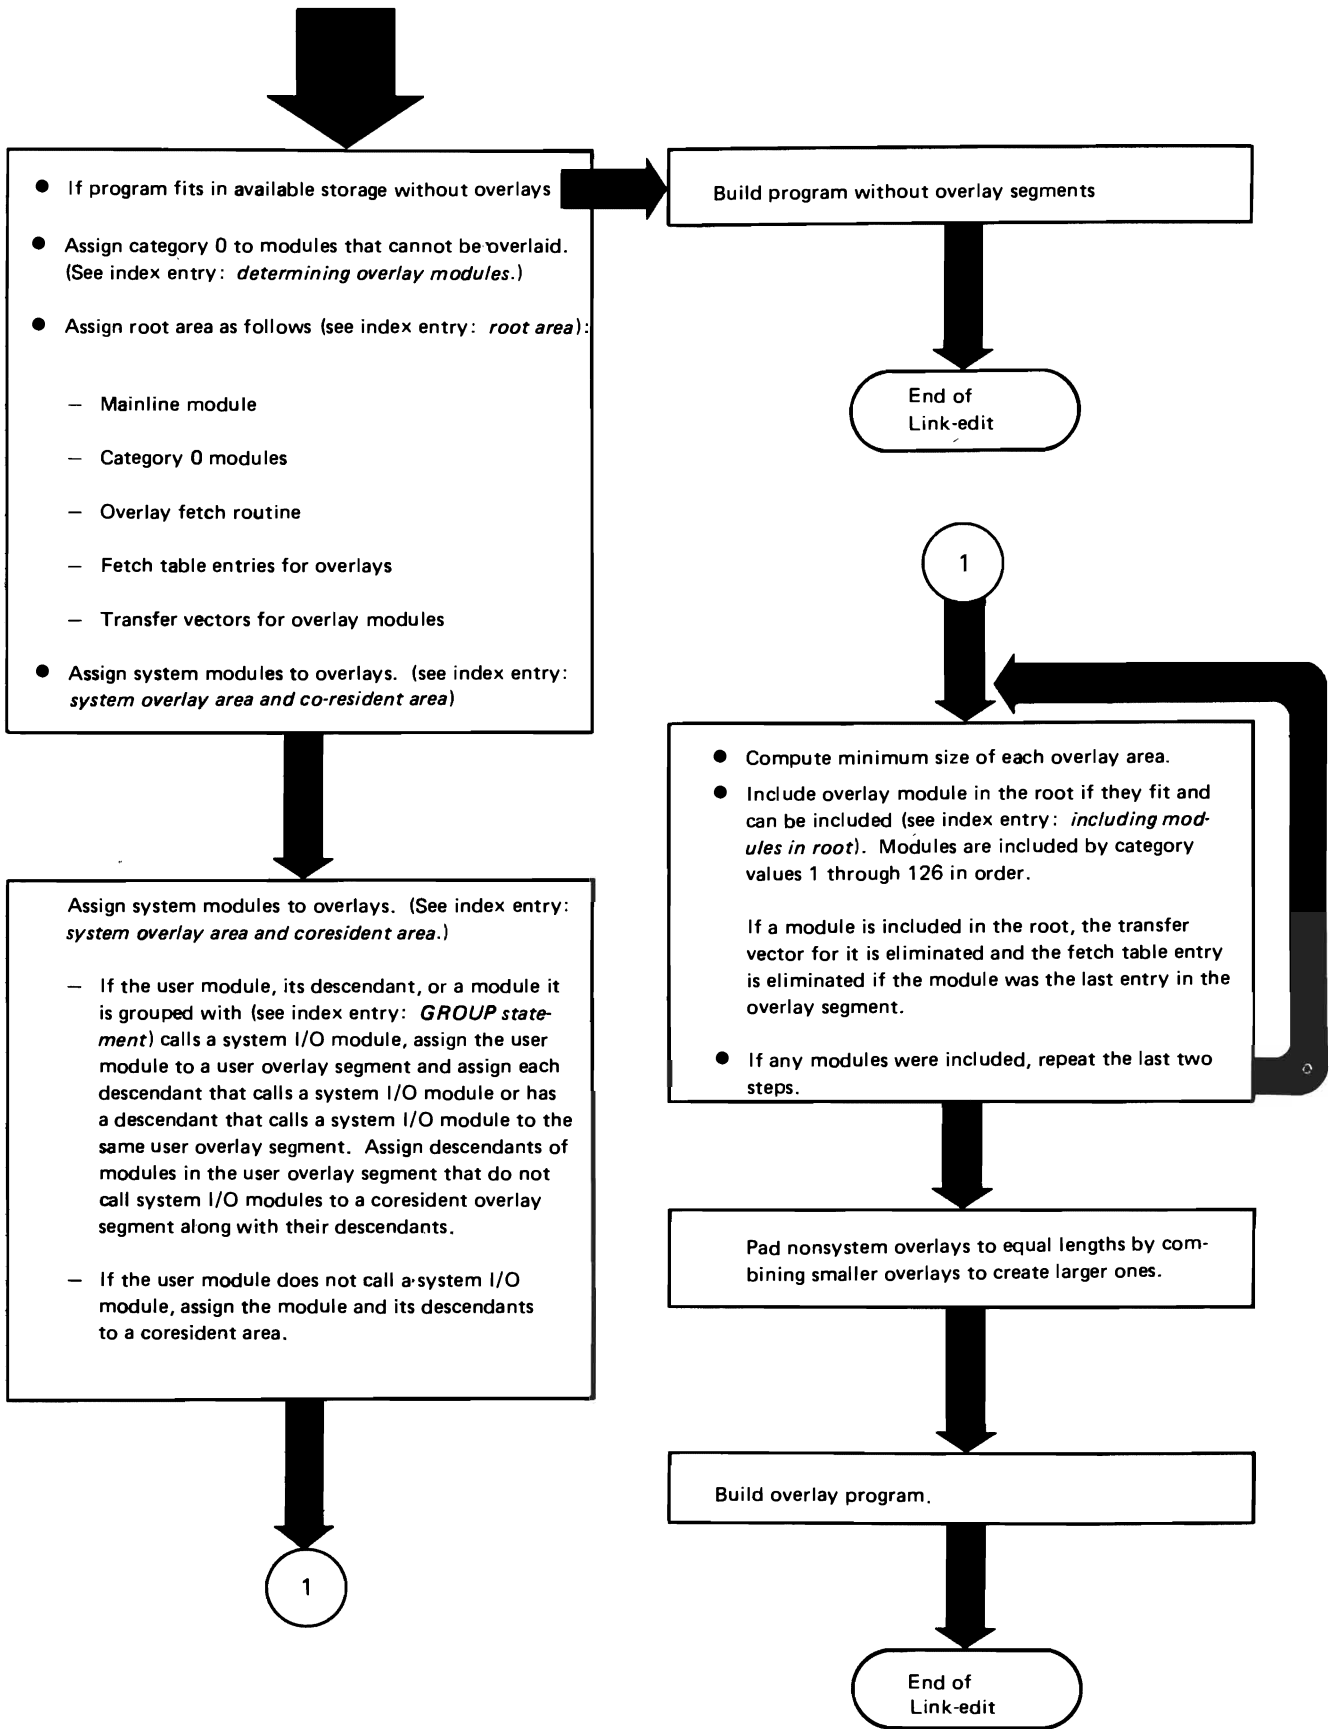 ● If program fits in available storage without overlays
● Assign category 0 to modules that cannot be overlaid.
(See index entry: determining overlay modules.)
● Assign root area as follows (see index entry: root area):
— Mainline module
— Category 0 modules
— Overlay fetch routine
— Fetch table entries for overlays
— Transfer vectors for overlay modules
● Assign system modules to overlays. (see index entry:
system overlay area and co-resident area)
Assign system modules to overlays. (See index entry:
system overlay area and coresident area.)
— If the user module, its descendant, or a module it
is grouped with (see index entry: GROUP state-
ment) calls a system I/O module, assign the user
module to a user overlay segment and assign each
descendant that calls a system I/O module or has
a descendant that calls a system I/O module to the
same user overlay segment. Assign descendants of
modules in the user overlay segment that do not
call system I/O modules to a coresident overlay
segment along with their descendants.
— If the user module does not call a system I/O
module, assign the module and its descendants
to a coresident area.
1
Build program without overlay segments
End of
Link-edit
1
● Compute minimum size of each overlay area.
● Include overlay module in the root if they fit and
can be included (see index entry: including mod-
ules in root). Modules are included by category
values 1 through 126 in order.
If a module is included in the root, the transfer
vector for it is eliminated and the fetch table entry
is eliminated if the module was the last entry in the
overlay segment.
● If any modules were included, repeat the last two
steps.
Pad nonsystem overlays to equal lengths by com-
bining smaller overlays to create larger ones.
Build overlay program.
End of
Link-edit